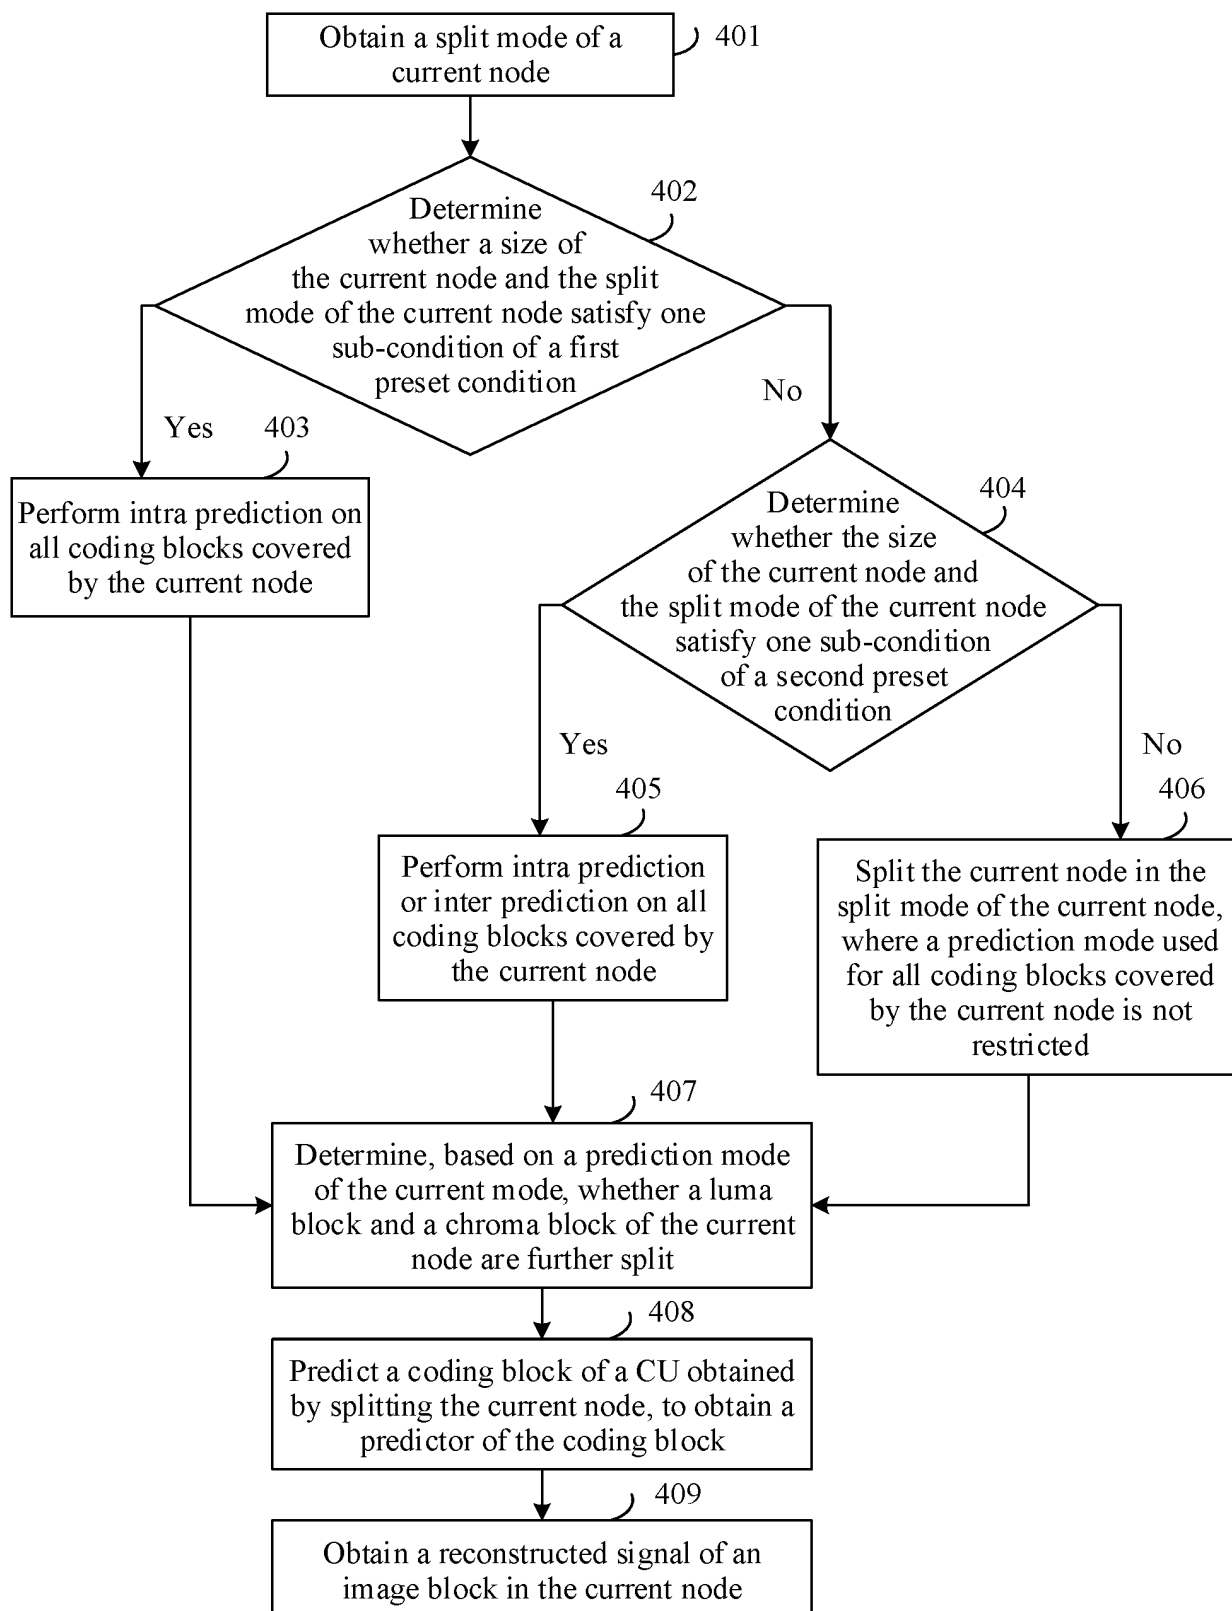 Obtain a split mode of a
current node
401
402
Determine
whether a size of
the current node and the split
mode of the current node satisfy one
sub-condition of a first
preset condition
Yes
No
403
Perform intra prediction on
all coding blocks covered
by the current node
404
Determine
whether the size
of the current node and
the split mode of the current node
satisfy one sub-condition
of a second preset
condition
Yes
No
405
Perform intra prediction
or inter prediction on all
coding blocks covered by
the current node
406
Split the current node in the
split mode of the current node,
where a prediction mode used
for all coding blocks covered
by the current node is not
restricted
407
Determine, based on a prediction mode
of the current mode, whether a luma
block and a chroma block of the current
node are further split
408
Predict a coding block of a CU obtained
by splitting the current node, to obtain a
predictor of the coding block
409
Obtain a reconstructed signal of an
image block in the current node